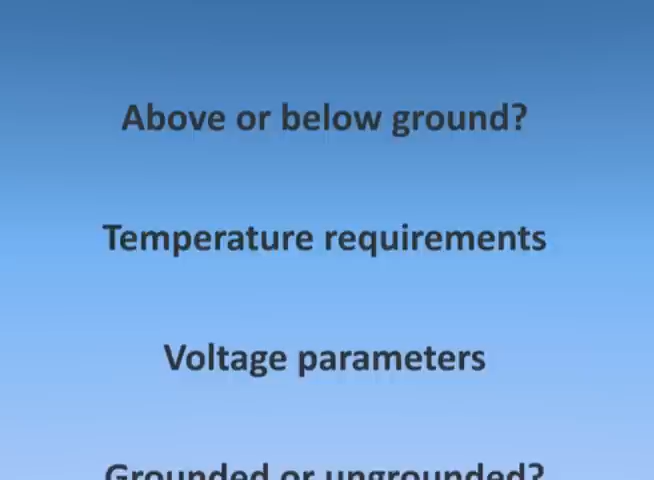 Above or below ground?
Temperature requirements
Voltage parameters
Grounded or ungrounded?